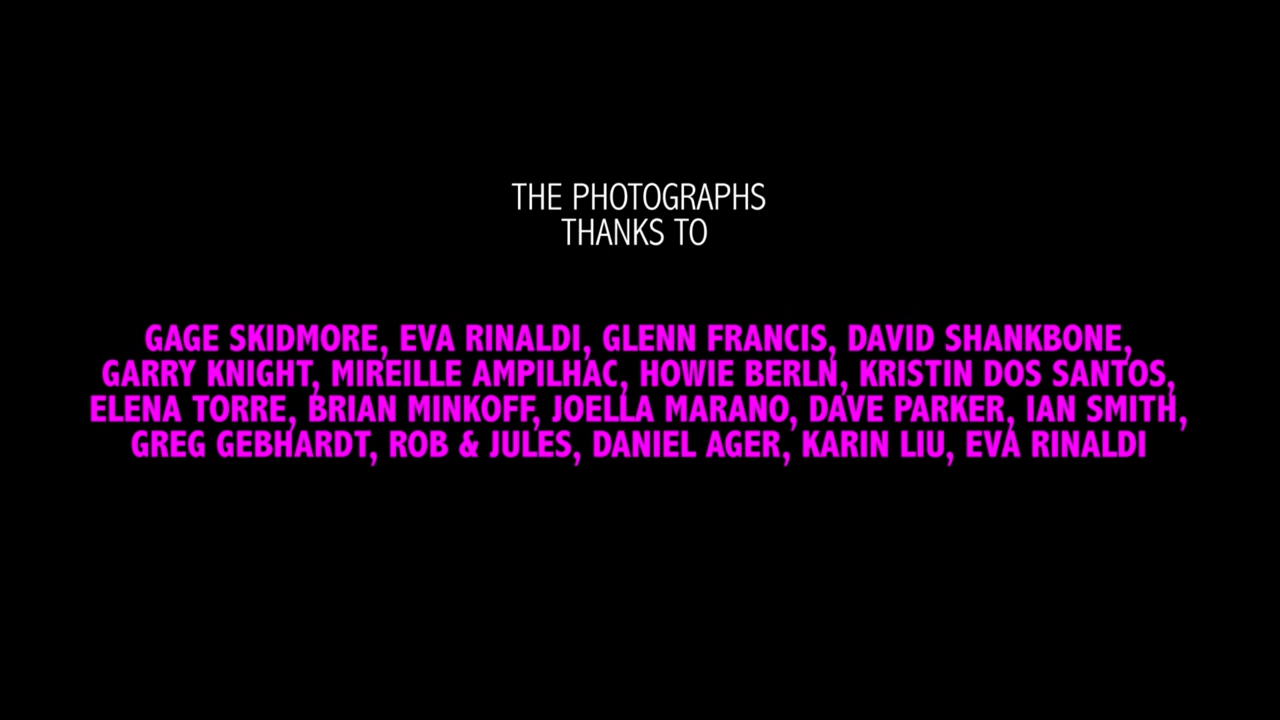 THE PHOTOGRAPHS
THANKS TO
GAGE SKIDMORE, EVA RINALDI, GLENN FRANCIS, DAVID SHANKBONE,
GARRY KNIGHT, MIREILLE AMPILHAC, HOWIE BERLN, KRISTIN DOS SANTOS,
ELENA TORRE, BRIAN MINKOFF, JOELLA MARANO, DAVE PARKER, IAN SMITH,
GREG GEBHARDT, ROB & JULES, DANIEL AGER, KARIN LIU, EVA RINALDI